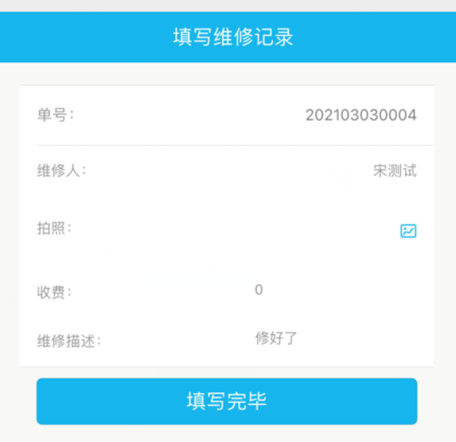 填写维修记录
单号： 202103030004
维修人： 宋测试
拍照：
收费： 0
维修描述： 修好了
填写完毕